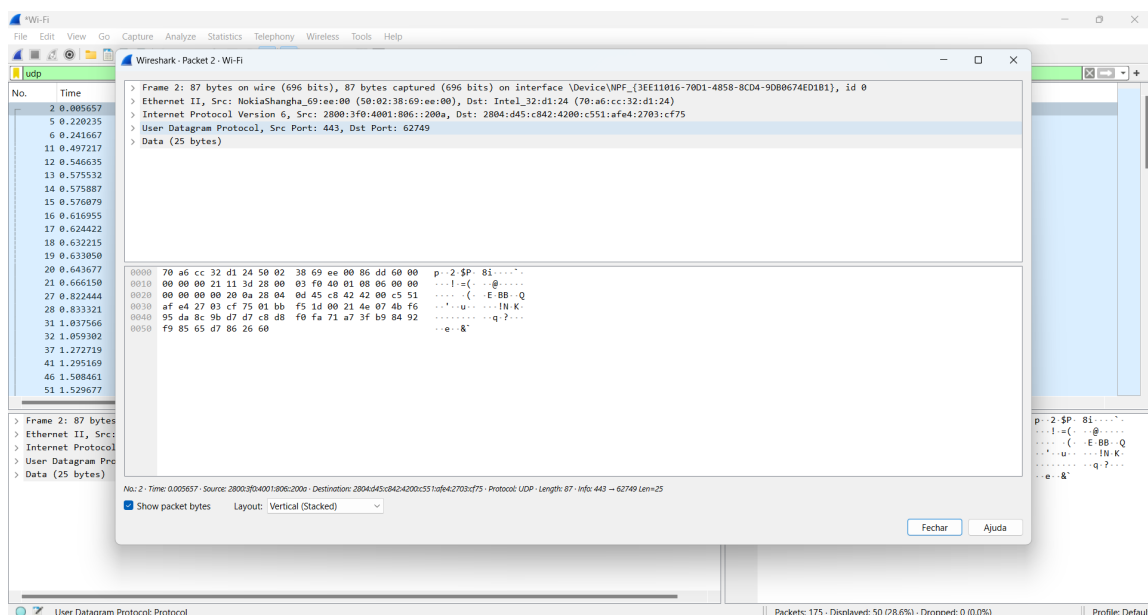 *Wi-Fi
File Edit View Go Capture Analyze Statistics Telephony Wireless Tools Help
udp
No. Time
2 0.005657
5 0.220235
6 0.241667
11 0.497217
12 0.546635
13 0.575532
14 0.575887
15 0.576079
16 0.616955
17 0.624422
18 0.632215
19 0.633050
20 0.643677
21 0.666150
27 0.822444
28 0.833321
31 1.037566
32 1.059302
37 1.272719
41 1.295169
46 1.508461
51 1.529677
> Frame 2: 87 bytes
> Ethernet II, Src:
> Internet Protocol
> User Datagram Pro
> Data (25 bytes)
Wireshark · Packet 2 · Wi-Fi
> Frame 2: 87 bytes on wire (696 bits), 87 bytes captured (696 bits) on interface \Device\NPF_{3EE11016-70D1-4858-8CD4-9DB0674ED1B1}, id 0
> Ethernet II, Src: NokiaShangha_69:ee:00 (50:02:38:69:ee:00), Dst: Intel_32:d1:24 (70:a6:cc:32:d1:24)
> Internet Protocol Version 6, Src: 2800:3f0:4001:806::200a, Dst: 2804:d45:c842:4200:c551:afe4:2703:cf75
> User Datagram Protocol, Src Port: 443, Dst Port: 62749
> Data (25 bytes)
0000 70 a6 cc 32 d1 24 50 02 38 69 ee 00 86 dd 60 00 p··2·$P· 8i····`·
0010 00 00 00 21 11 3d 28 00 03 f0 40 01 08 06 00 00 ···!·=(· ··@·····
0020 00 00 00 00 20 0a 28 04 0d 45 c8 42 42 00 c5 51 ···· ·(· ·E·BB··Q
0030 af e4 27 03 cf 75 01 bb f5 1d 00 21 4e 07 4b f6 ··'··u·· ···!N·K·
0040 95 da 8c 9b d7 d7 c8 d8 f0 fa 71 a7 3f b9 84 92 ········ ··q·?···
0050 f9 85 65 d7 86 26 60 ··e··&`
No.: 2 · Time: 0.005657 · Source: 2800:3f0:4001:806::200a · Destination: 2804:d45:c842:4200:c551:afe4:2703:cf75 · Protocol: UDP · Length: 87 · Info: 443 → 62749 Len=25
Show packet bytes Layout: Vertical (Stacked)
Fechar Ajuda
p··2·$P· 8i····`·
···!·=(· ··@·····
···· ·(· ·E·BB··Q
··'··u·· ···!N·K·
········ ··q·?···
··e··&`
User Datagram Protocol: Protocol
Packets: 175 · Displayed: 50 (28.6%) · Dropped: 0 (0.0%)
Profile: Defaul